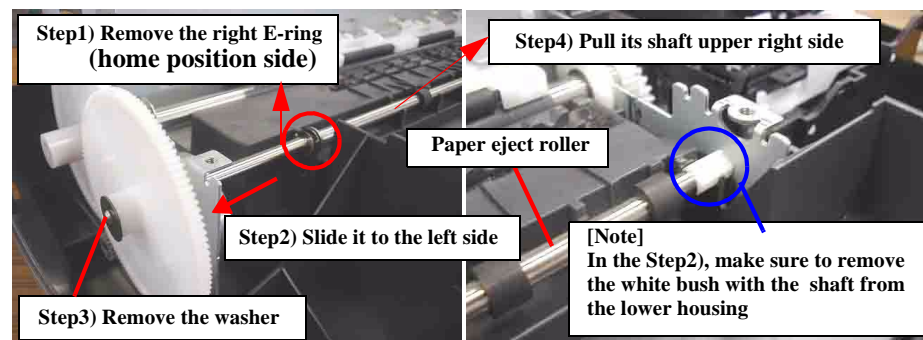 Step1) Remove the right E-ring
(home position side)
Step2) Slide it to the left side
Step3) Remove the washer
Step4) Pull its shaft upper right side
Paper eject roller
[Note]
In the Step2), make sure to remove
the white bush with the  shaft from
the lower housing